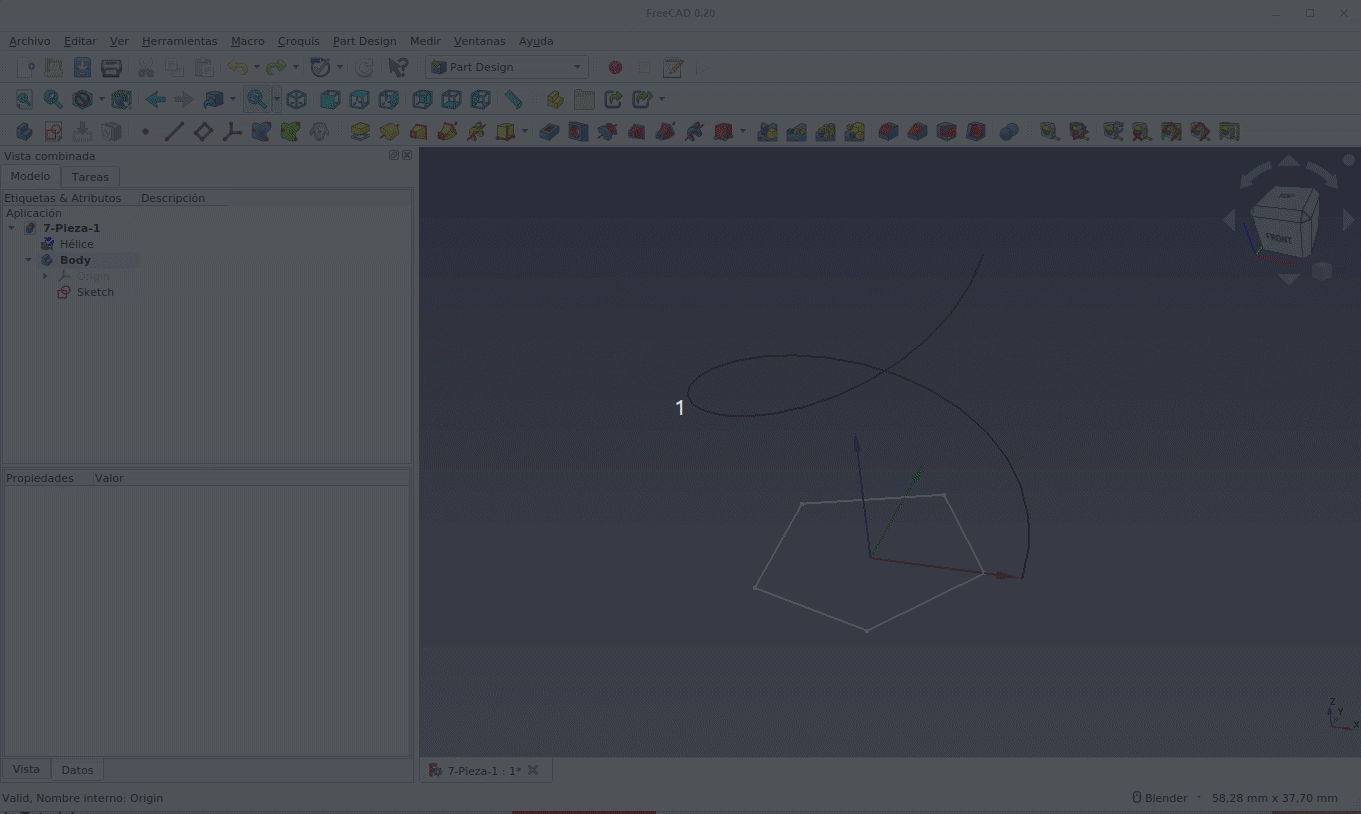 FreeCAD 0.20
Archivo Editar Ver Herramientas Macro Croquis Part Design Medir Ventanas Ayuda
Part Design
Vista combinada
Modelo Tareas
Etiquetas & Atributos Descripción
Aplicación
7-Pieza-1
Hélice
Body
Origin
Sketch
TOP
FRONT
1
Propiedades Valor
Z
Y
X
Vista Datos
7-Pieza-1 : 1*
Valid, Nombre interno: Origin
Blender 58,28 mm x 37,70 mm